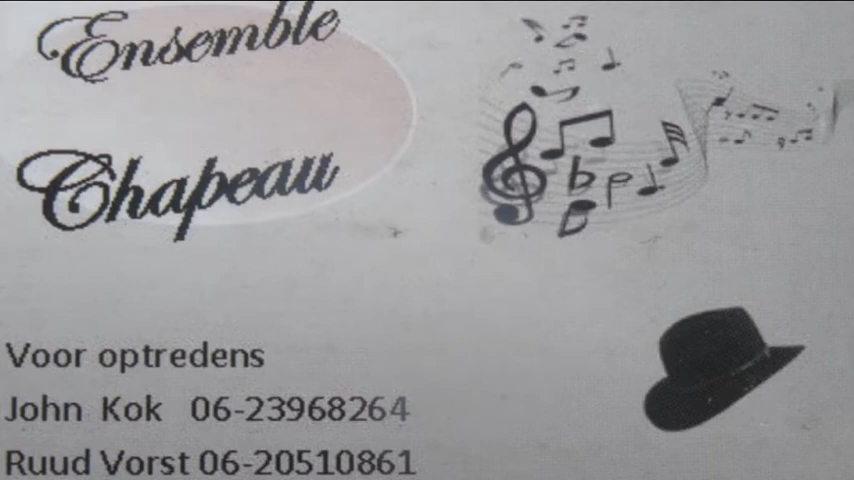 Ensemble
Chapeau
Voor optredens
John Kok 06-23968264
Ruud Vorst 06-20510861